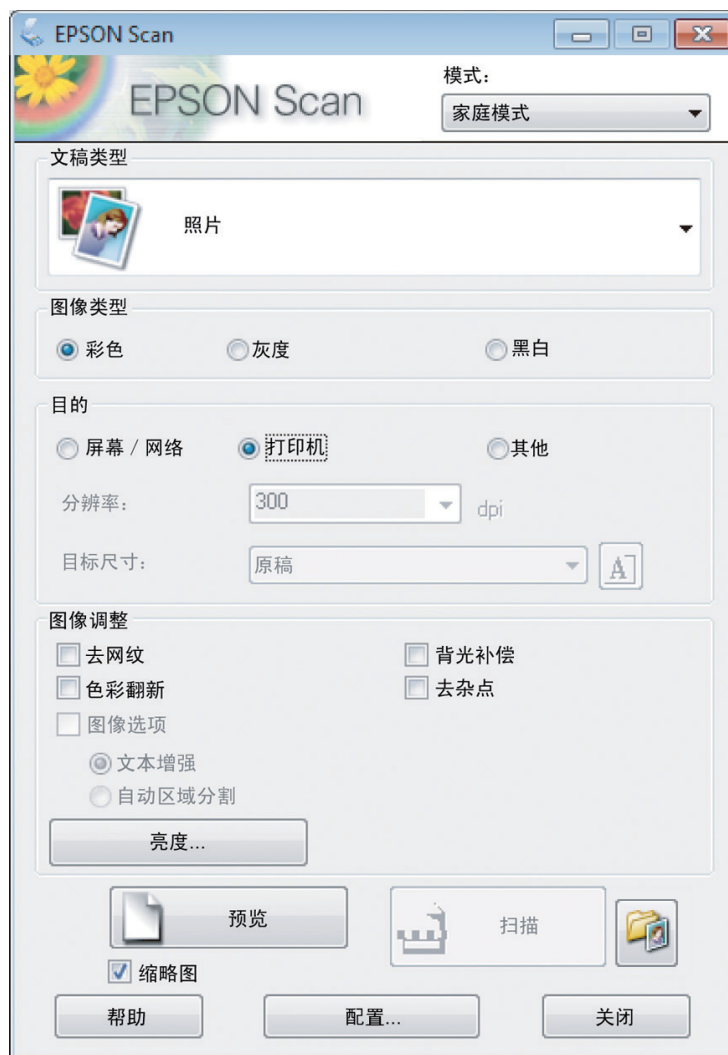 EPSON Scan
EPSON Scan
模式：
家庭模式
文稿类型
照片
图像类型
彩色 灰度 黑白
目的
屏幕 / 网络 打印机 其他
分辨率： 300 dpi
目标尺寸： 原稿 A
图像调整
去网纹 背光补偿
色彩翻新 去杂点
图像选项
文本增强
自动区域分割
亮度...
预览 扫描
缩略图
帮助 配置... 关闭